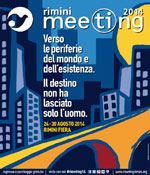 rimini 2014
meeting
Verso
le periferie
del mondo e
dell'esistenza.
Il destino
non ha
lasciato
solo l'uomo.
24-30 AGOSTO 2014
RIMINI FIERA